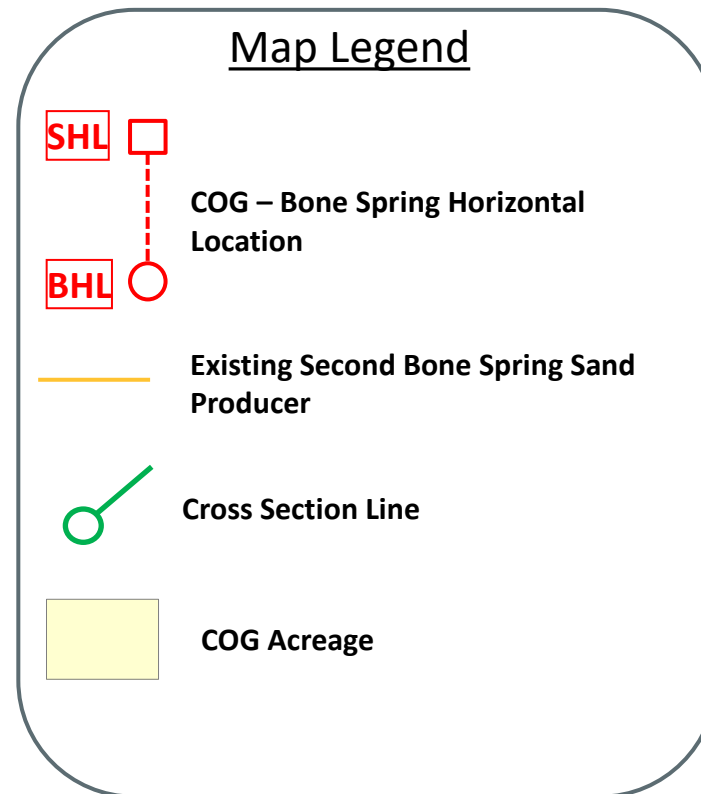 Map Legend
SHL
COG – Bone Spring Horizontal
Location
BHL
Existing Second Bone Spring Sand
Producer
Cross Section Line
COG Acreage